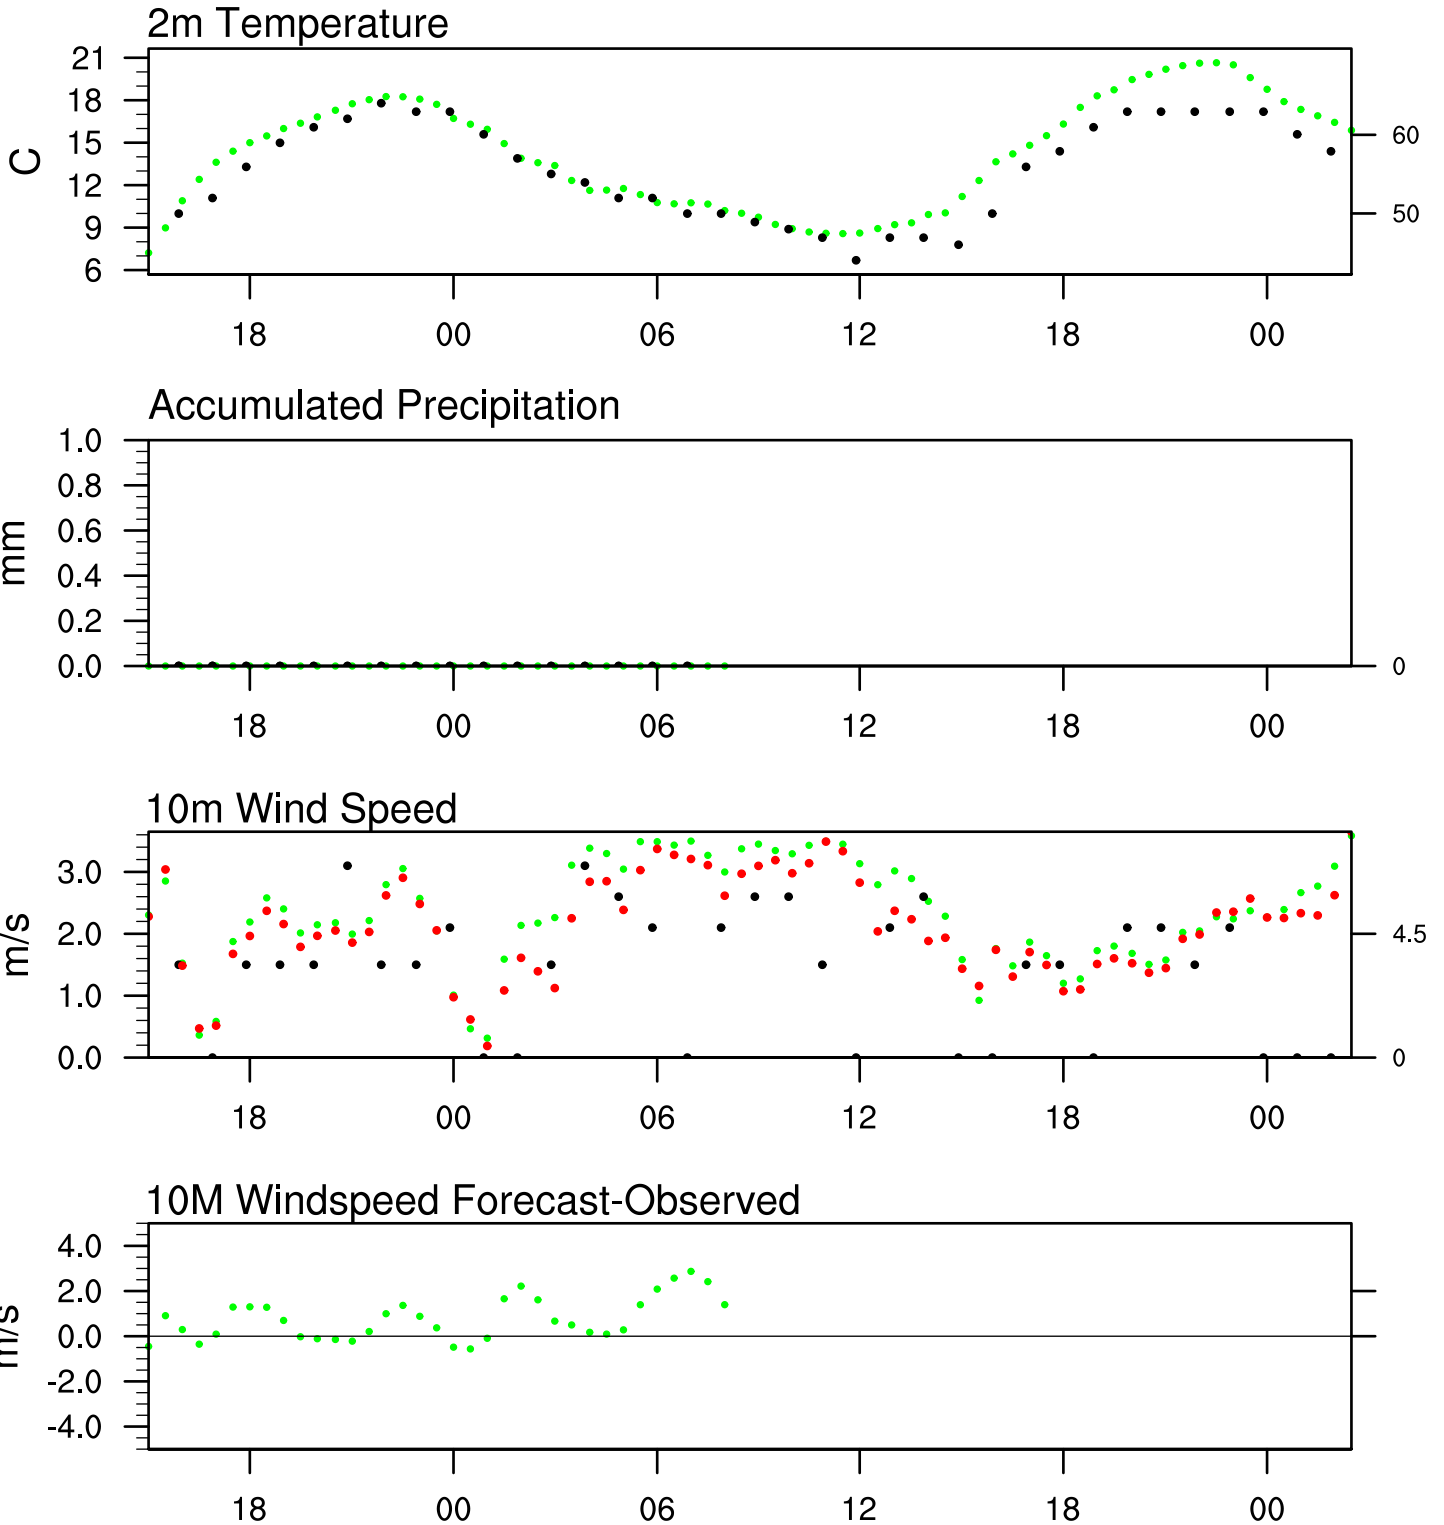 2m Temperature
21
18
15
12
9
6
C
60
50
18 00 06 12 18 00
Accumulated Precipitation
1.0
0.8
0.6
0.4
0.2
0.0
mm
0
18 00 06 12 18 00
10m Wind Speed
3.0
2.0
1.0
0.0
m/s
4.5
0
18 00 06 12 18 00
10M Windspeed Forecast-Observed
4.0
2.0
0.0
-2.0
-4.0
m/s
18 00 06 12 18 00